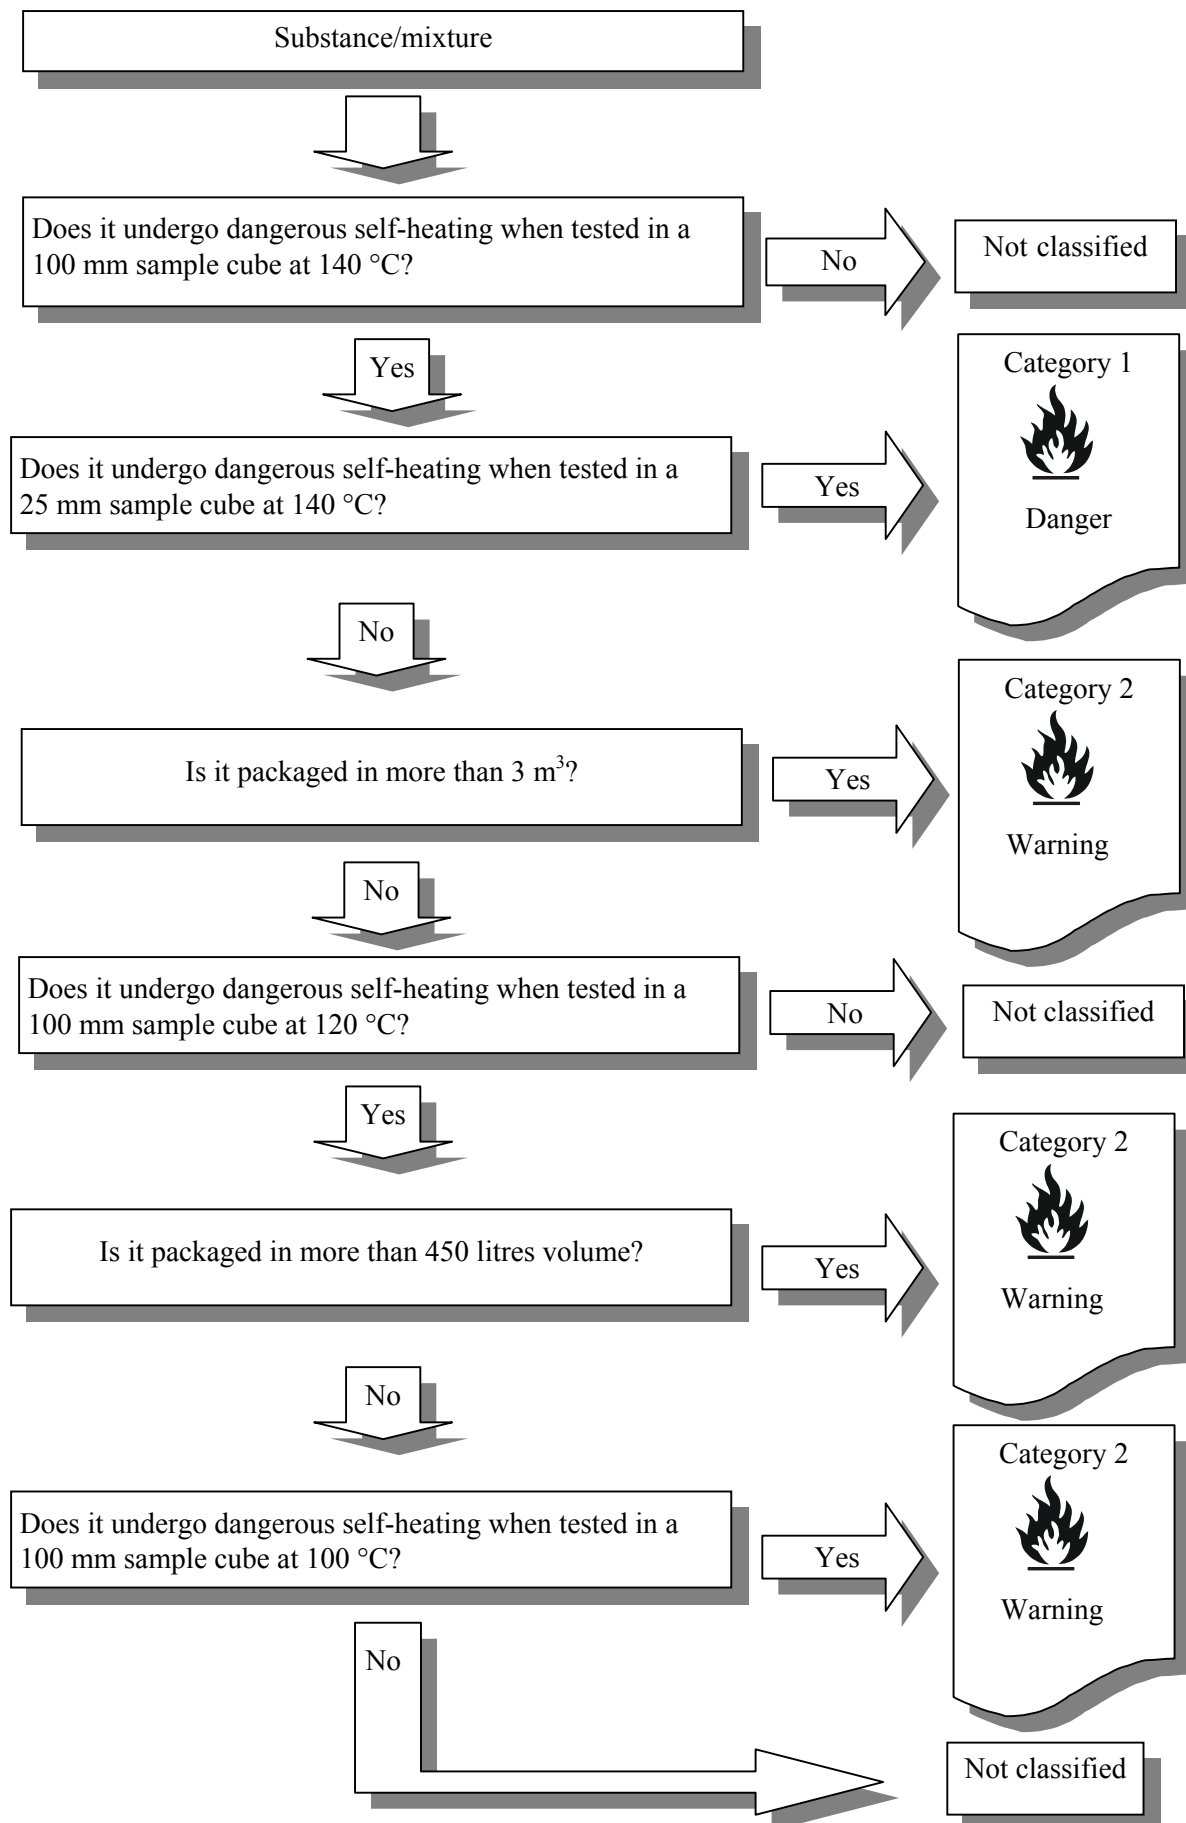 Substance/mixture
Does it undergo dangerous self-heating when tested in a
100 mm sample cube at 140 °C?
No
Not classified
Yes
Does it undergo dangerous self-heating when tested in a
25 mm sample cube at 140 °C?
Yes
Category 1
Danger
No
Is it packaged in more than 3 m³?
Yes
Category 2
Warning
No
Does it undergo dangerous self-heating when tested in a
100 mm sample cube at 120 °C?
No
Not classified
Yes
Is it packaged in more than 450 litres volume?
Yes
Category 2
Warning
No
Does it undergo dangerous self-heating when tested in a
100 mm sample cube at 100 °C?
Yes
Category 2
Warning
No
Not classified